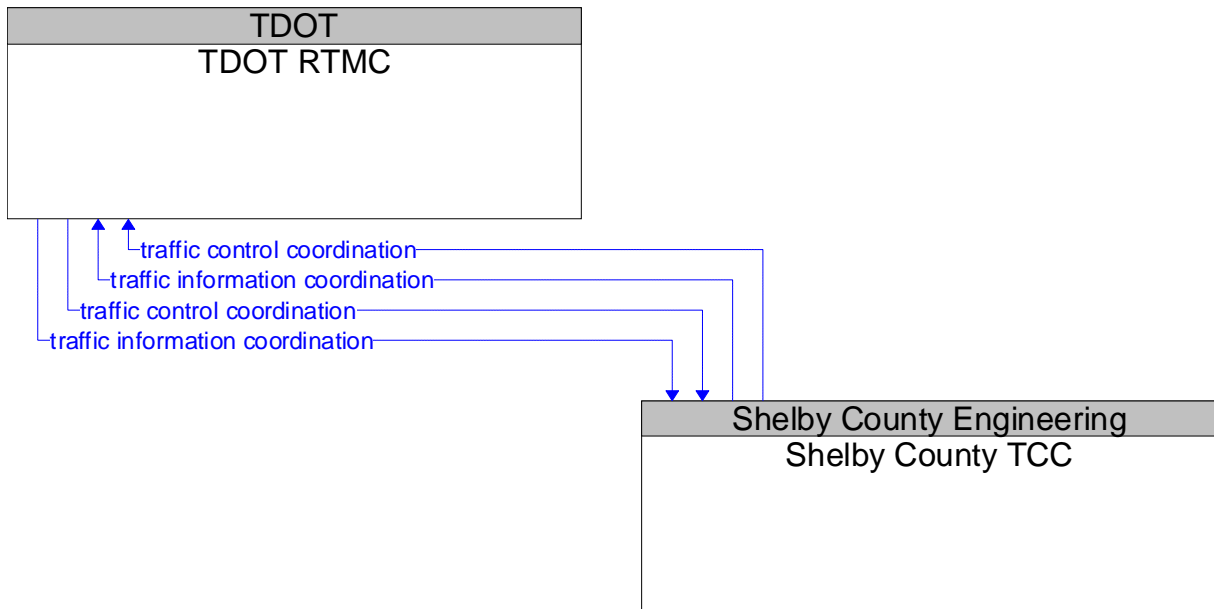 TDOT
TDOT RTMC
traffic control coordination
traffic information coordination
traffic control coordination
traffic information coordination
Shelby County Engineering
Shelby County TCC